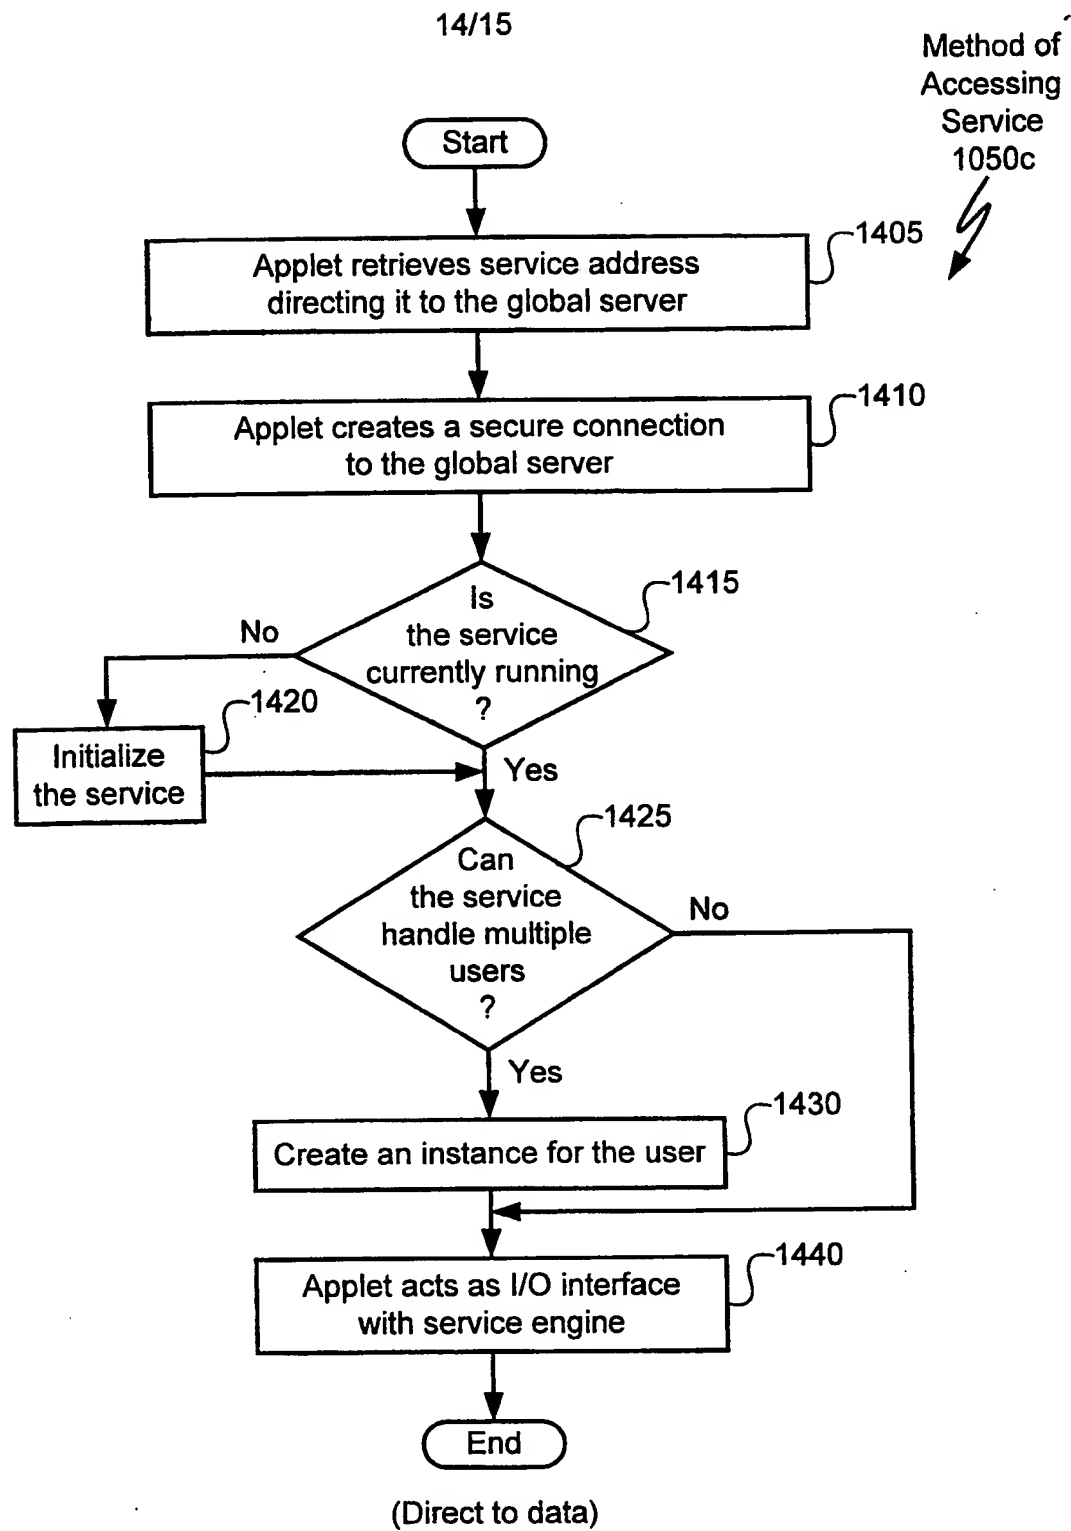 14/15
Method of
Accessing
Service
1050c
Start
1405
Applet retrieves service address
directing it to the global server
1410
Applet creates a secure connection
to the global server
1415
Is
the service
currently running
?
No
1420
Initialize
the service
Yes
1425
Can
the service
handle multiple
users
?
No
Yes
1430
Create an instance for the user
1440
Applet acts as I/O interface
with service engine
End
(Direct to data)